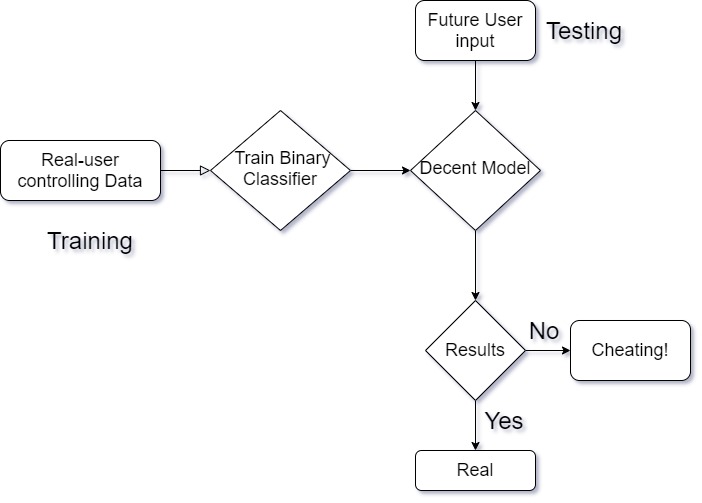 Future User
input
Testing
Real-user
controlling Data
Train Binary
Classifier
Decent Model
Training
Results
No
Cheating!
Yes
Real